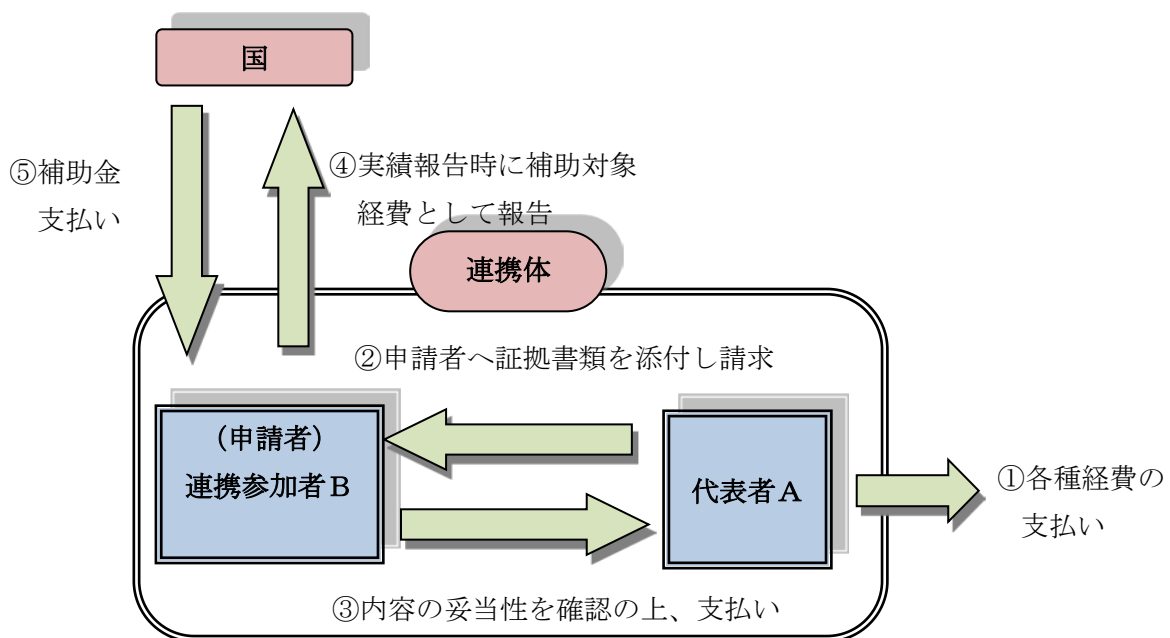 国
⑤補助金
支払い
④実績報告時に補助対象
経費として報告
連携体
②申請者へ証拠書類を添付し請求
（申請者）
連携参加者Ｂ
代表者Ａ
①各種経費の
支払い
③内容の妥当性を確認の上、支払い